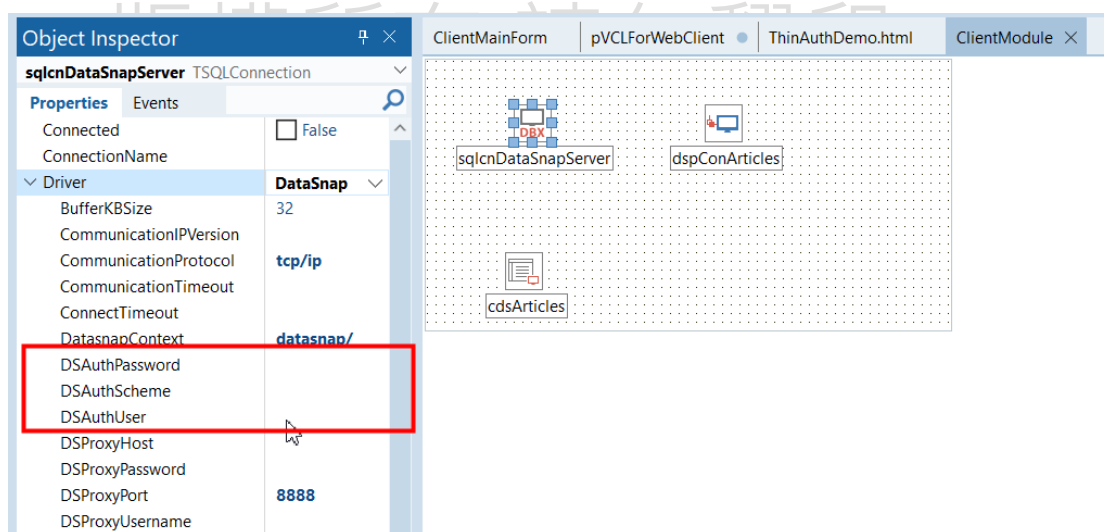 Object Inspector
sqlcnDataSnapServer TSQLConnection
Properties Events
Connected False
ConnectionName
Driver DataSnap
BufferKBSize 32
CommunicationIPVersion
CommunicationProtocol tcp/ip
CommunicationTimeout
ConnectTimeout
DatasnapContext datasnap/
DSAuthPassword
DSAuthScheme
DSAuthUser
DSProxyHost
DSProxyPassword
DSProxyPort 8888
DSProxyUsername
ClientMainForm pVCLForWebClient ThinAuthDemo.html ClientModule
DBX
sqlcnDataSnapServer dspConArticles
cdsArticles